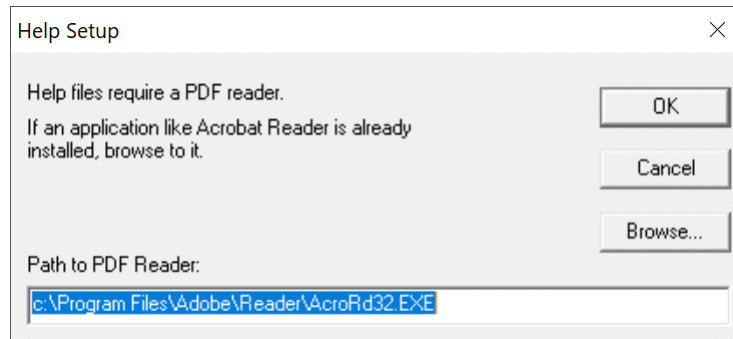 Help Setup
Help files require a PDF reader.
If an application like Acrobat Reader is already
installed, browse to it.
OK
Cancel
Browse...
Path to PDF Reader:
c:\Program Files\Adobe\Reader\AcroRd32.EXE